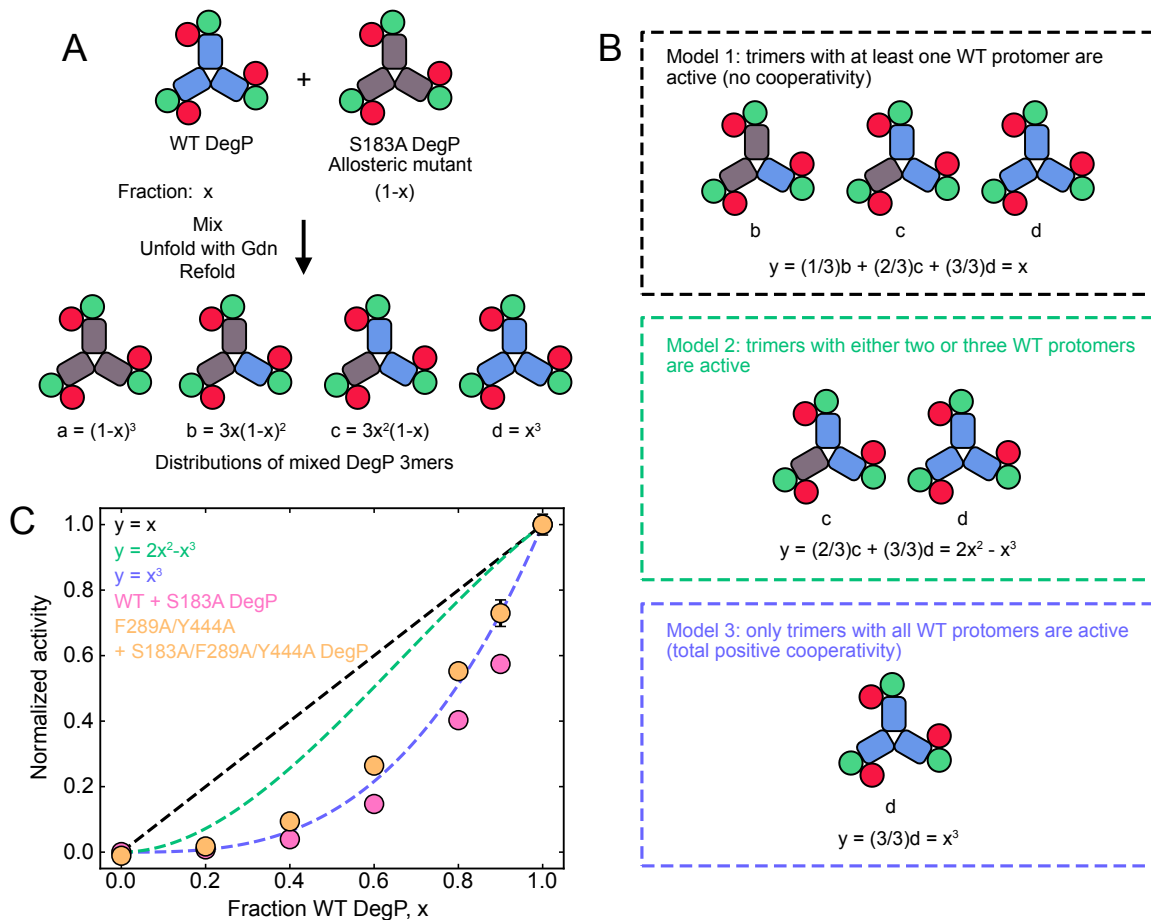 A
+
WT DegP
S183A DegP
Allosteric mutant
Fraction: x
(1-x)
Mix
Unfold with Gdn
Refold
a = (1-x)³
b = 3x(1-x)²
c = 3x²(1-x)
d = x³
Distributions of mixed DegP 3mers
B
Model 1: trimers with at least one WT protomer are
active (no cooperativity)
b
c
d
y = (1/3)b + (2/3)c + (3/3)d = x
Model 2: trimers with either two or three WT protomers
are active
c
d
y = (2/3)c + (3/3)d = 2x² - x³
Model 3: only trimers with all WT protomers are active
(total positive cooperativity)
d
y = (3/3)d = x³
C
y = x
y = 2x²-x³
y = x³
WT + S183A DegP
F289A/Y444A
+ S183A/F289A/Y444A DegP
Normalized activity
1.0
0.8
0.6
0.4
0.2
0.0
0.0
0.2
0.4
0.6
0.8
1.0
Fraction WT DegP, x